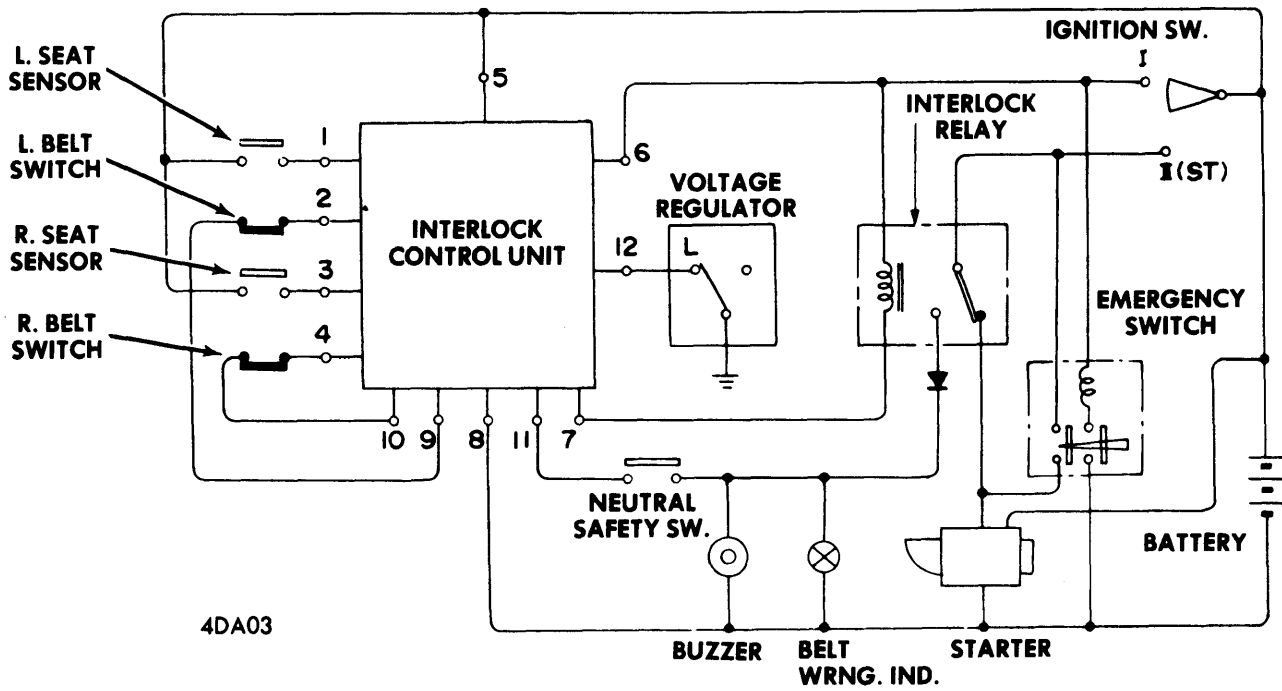 L. SEAT
SENSOR
L. BELT
SWITCH
R. SEAT
SENSOR
R. BELT
SWITCH
1
2
3
4
5
6
12
INTERLOCK
CONTROL UNIT
10
9
8
11
7
VOLTAGE
REGULATOR
L
INTERLOCK
RELAY
IGNITION SW.
I
II (ST)
EMERGENCY
SWITCH
NEUTRAL
SAFETY SW.
BATTERY
4DA03
BUZZER
BELT
WRNG. IND.
STARTER